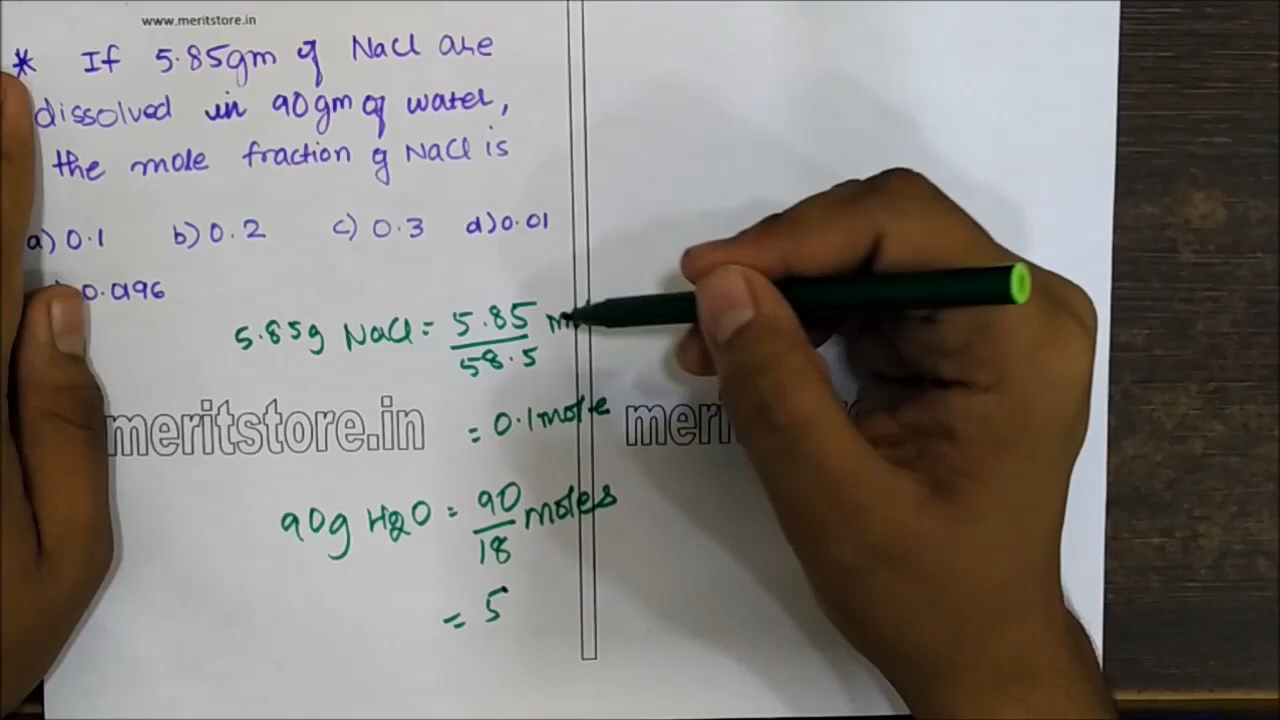 www.meritstore.in
* If 5.85gm of NaCl are
dissolved in 90gm of water,
the mole fraction of NaCl is
a) 0.1 b) 0.2 c) 0.3 d) 0.01
0.0196
5.85g NaCl = 5.85
58.5
= 0.1 mole
meritstore.in
90g H2O = 90 moles
18
= 5